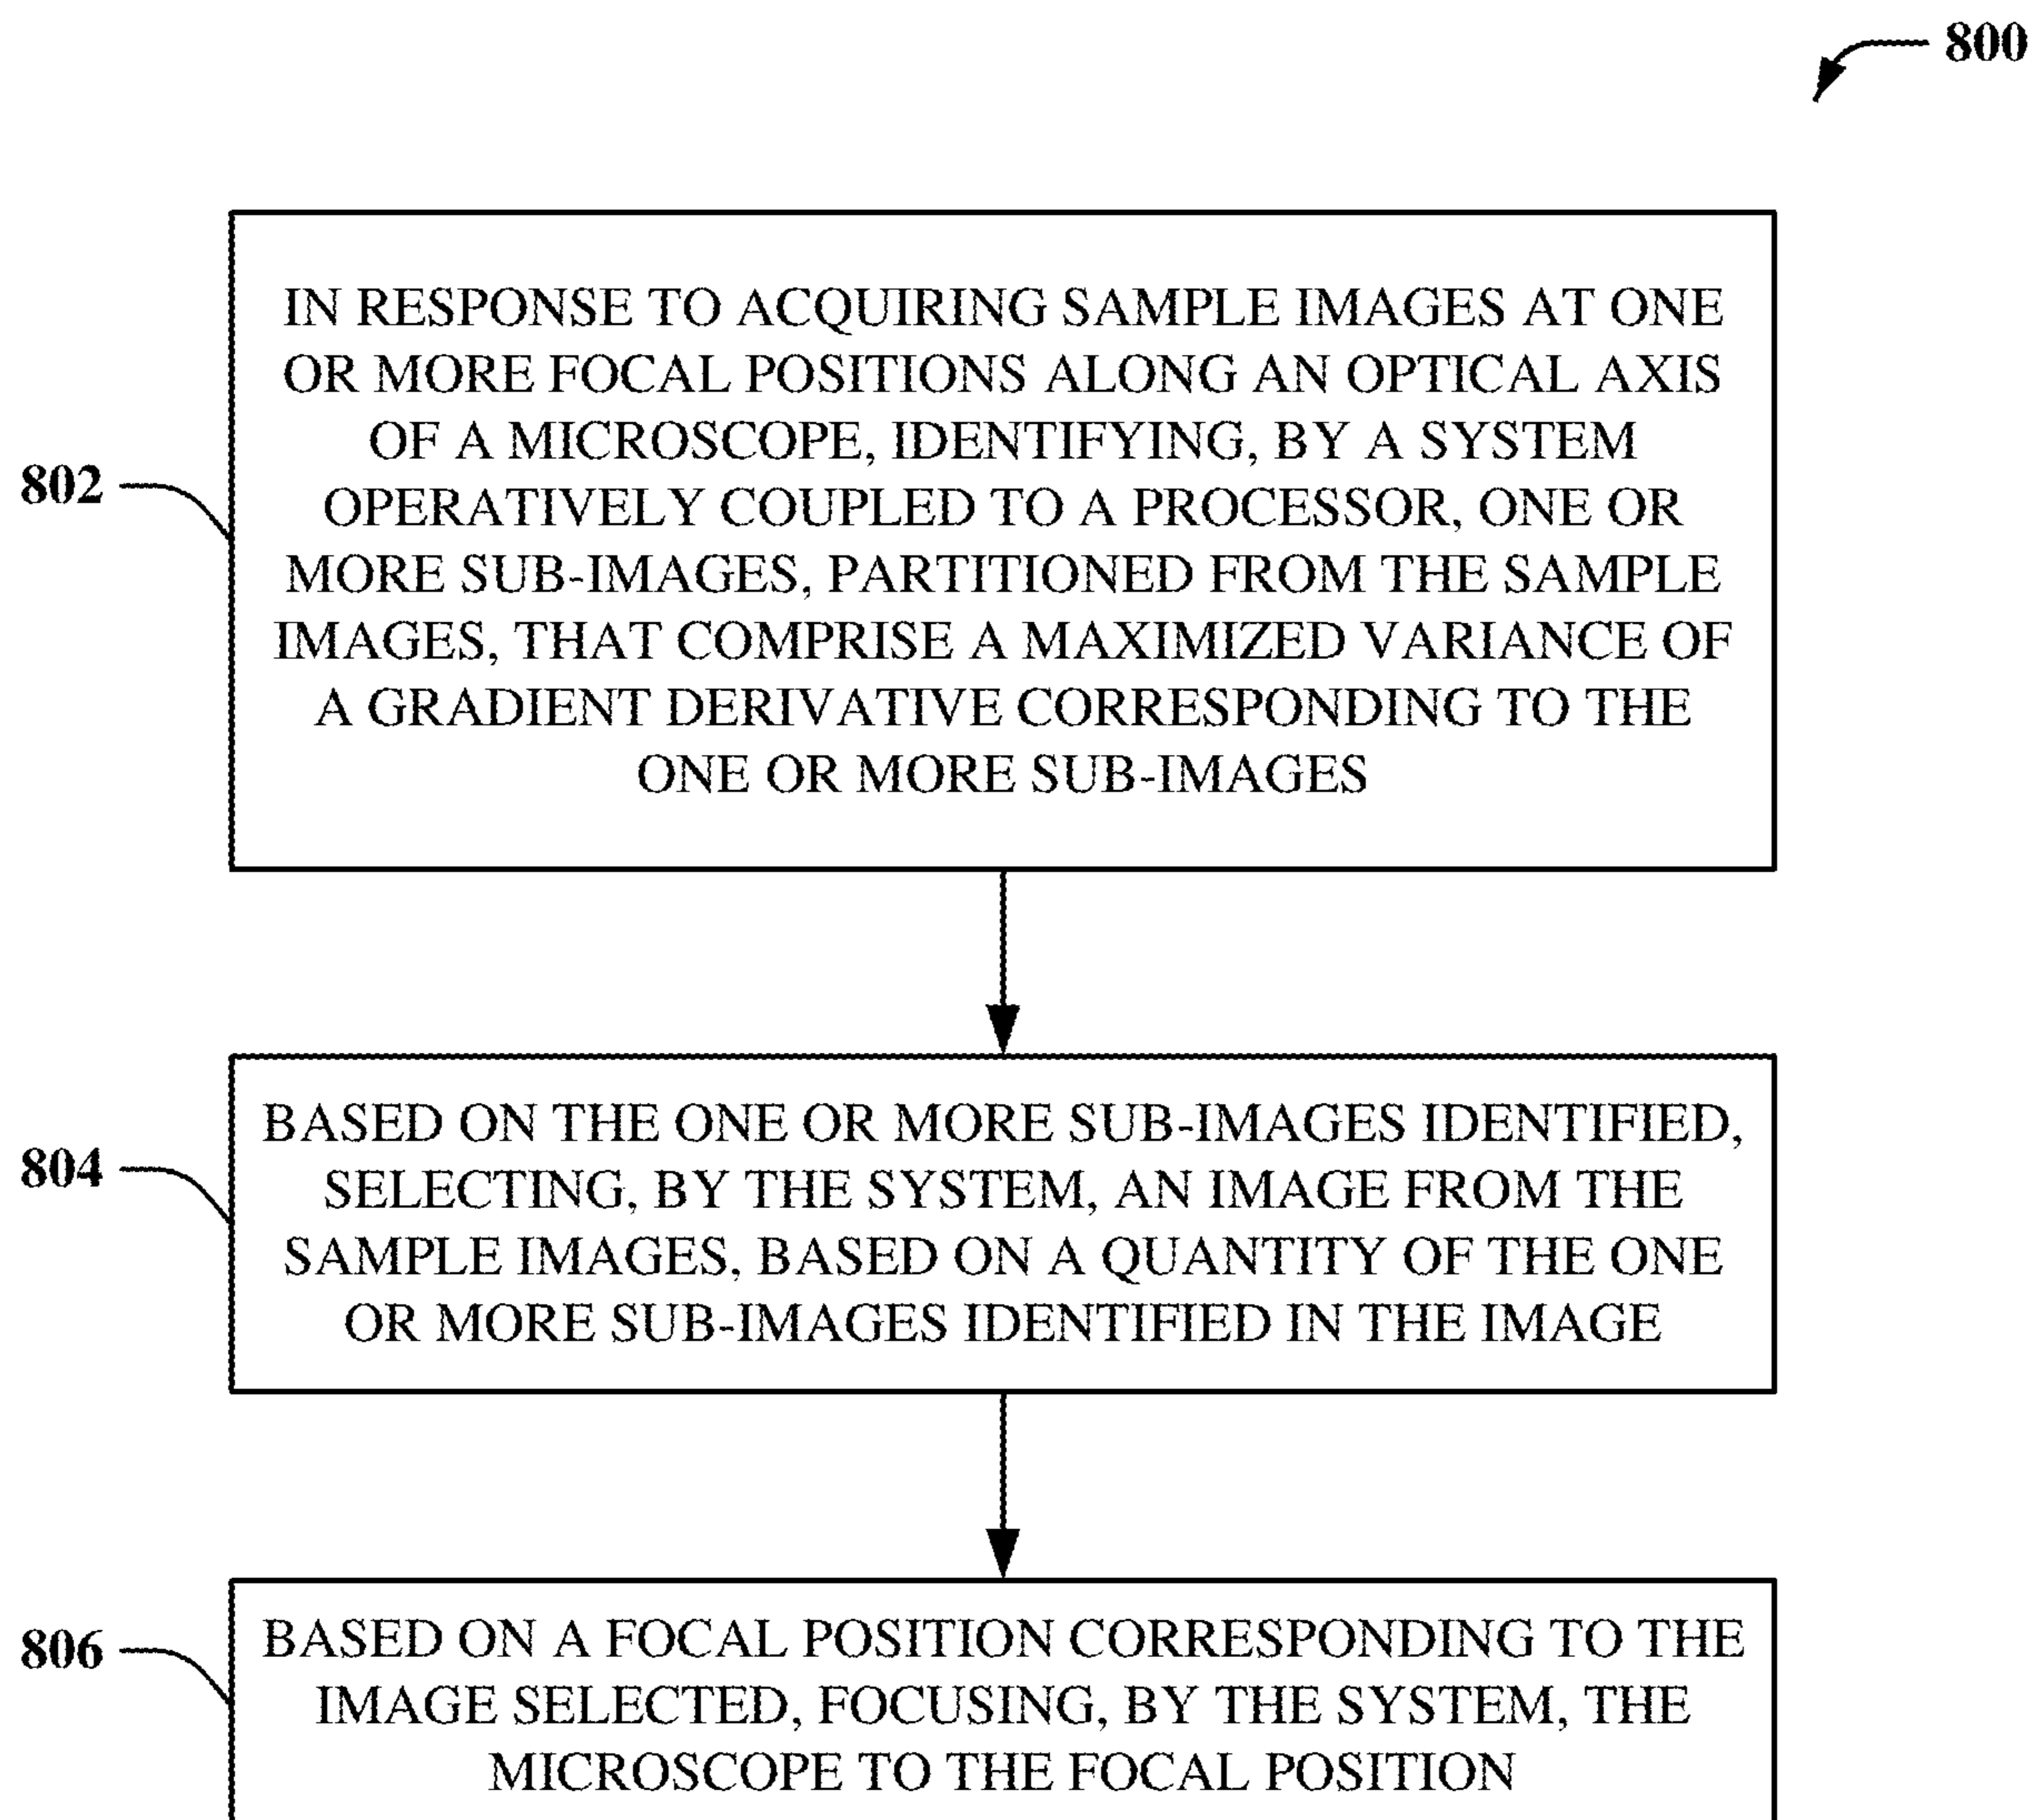 800
802
IN RESPONSE TO ACQUIRING SAMPLE IMAGES AT ONE
OR MORE FOCAL POSITIONS ALONG AN OPTICAL AXIS
OF A MICROSCOPE, IDENTIFYING, BY A SYSTEM
OPERATIVELY COUPLED TO A PROCESSOR, ONE OR
MORE SUB-IMAGES, PARTITIONED FROM THE SAMPLE
IMAGES, THAT COMPRISE A MAXIMIZED VARIANCE OF
A GRADIENT DERIVATIVE CORRESPONDING TO THE
ONE OR MORE SUB-IMAGES
804
BASED ON THE ONE OR MORE SUB-IMAGES IDENTIFIED,
SELECTING, BY THE SYSTEM, AN IMAGE FROM THE
SAMPLE IMAGES, BASED ON A QUANTITY OF THE ONE
OR MORE SUB-IMAGES IDENTIFIED IN THE IMAGE
806
BASED ON A FOCAL POSITION CORRESPONDING TO THE
IMAGE SELECTED, FOCUSING, BY THE SYSTEM, THE
MICROSCOPE TO THE FOCAL POSITION